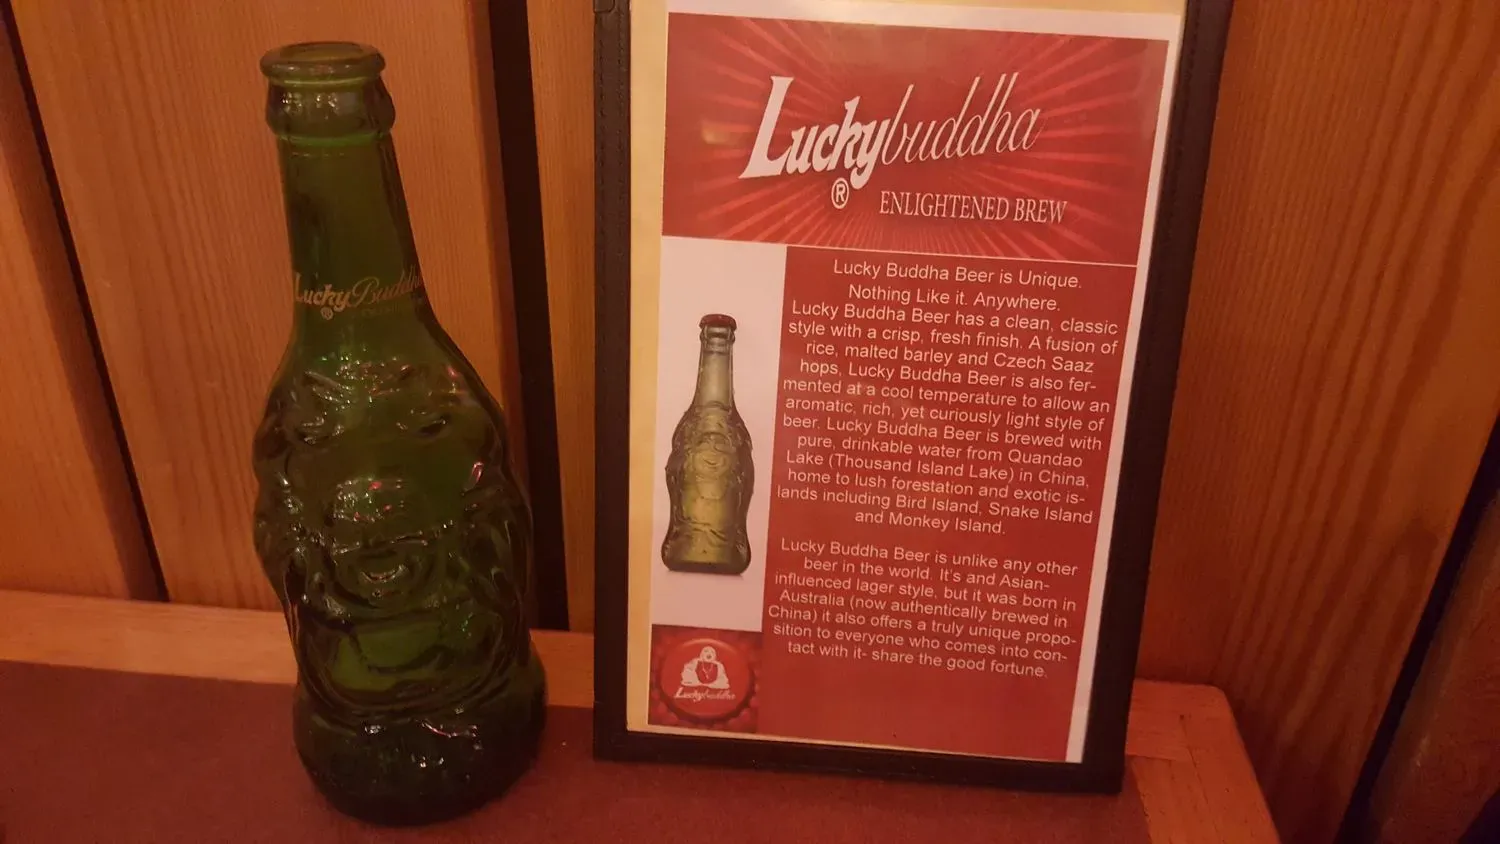 Lucky Buddha
®
Luckybuddha
®
ENLIGHTENED BREW
Lucky Buddha Beer is Unique.
Nothing Like it. Anywhere.
Lucky Buddha Beer has a clean, classic
style with a crisp, fresh finish. A fusion of
rice, malted barley and Czech Saaz
hops, Lucky Buddha Beer is also fer-
mented at a cool temperature to allow an
aromatic, rich, yet curiously light style of
beer. Lucky Buddha Beer is brewed with
pure, drinkable water from Quandao
Lake (Thousand Island Lake) in China,
home to lush forestation and exotic is-
lands including Bird Island, Snake Island
and Monkey Island.
Lucky Buddha Beer is unlike any other
beer in the world. It's and Asian-
influenced lager style, but it was born in
Australia (now authentically brewed in
China) it also offers a truly unique propo-
sition to everyone who comes into con-
tact with it- share the good fortune.
Luckybuddha